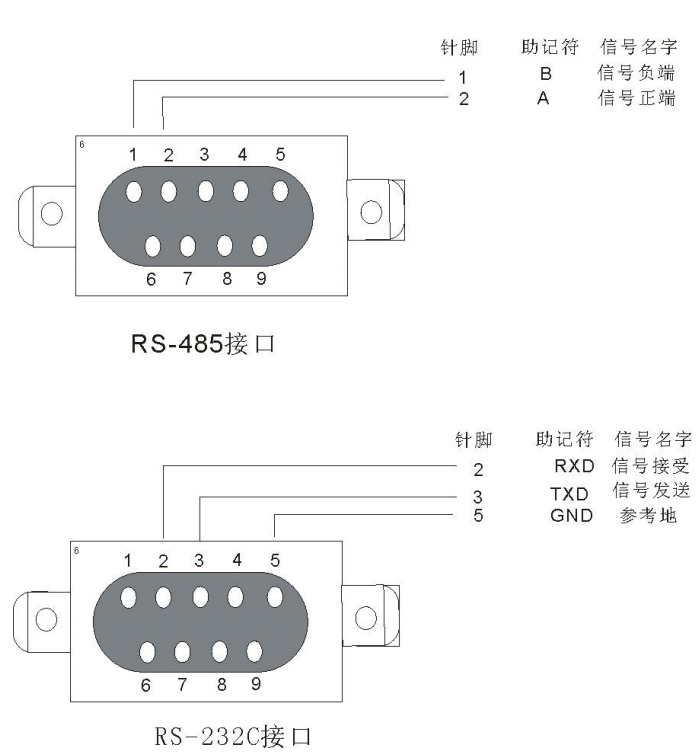 针脚 助记符 信号名字
1 B 信号负端
2 A 信号正端
6
1 2 3 4 5
6 7 8 9
RS-485接口
针脚 助记符 信号名字
2 RXD 信号接受
3 TXD 信号发送
5 GND 参考地
6
1 2 3 4 5
6 7 8 9
RS-232C接口